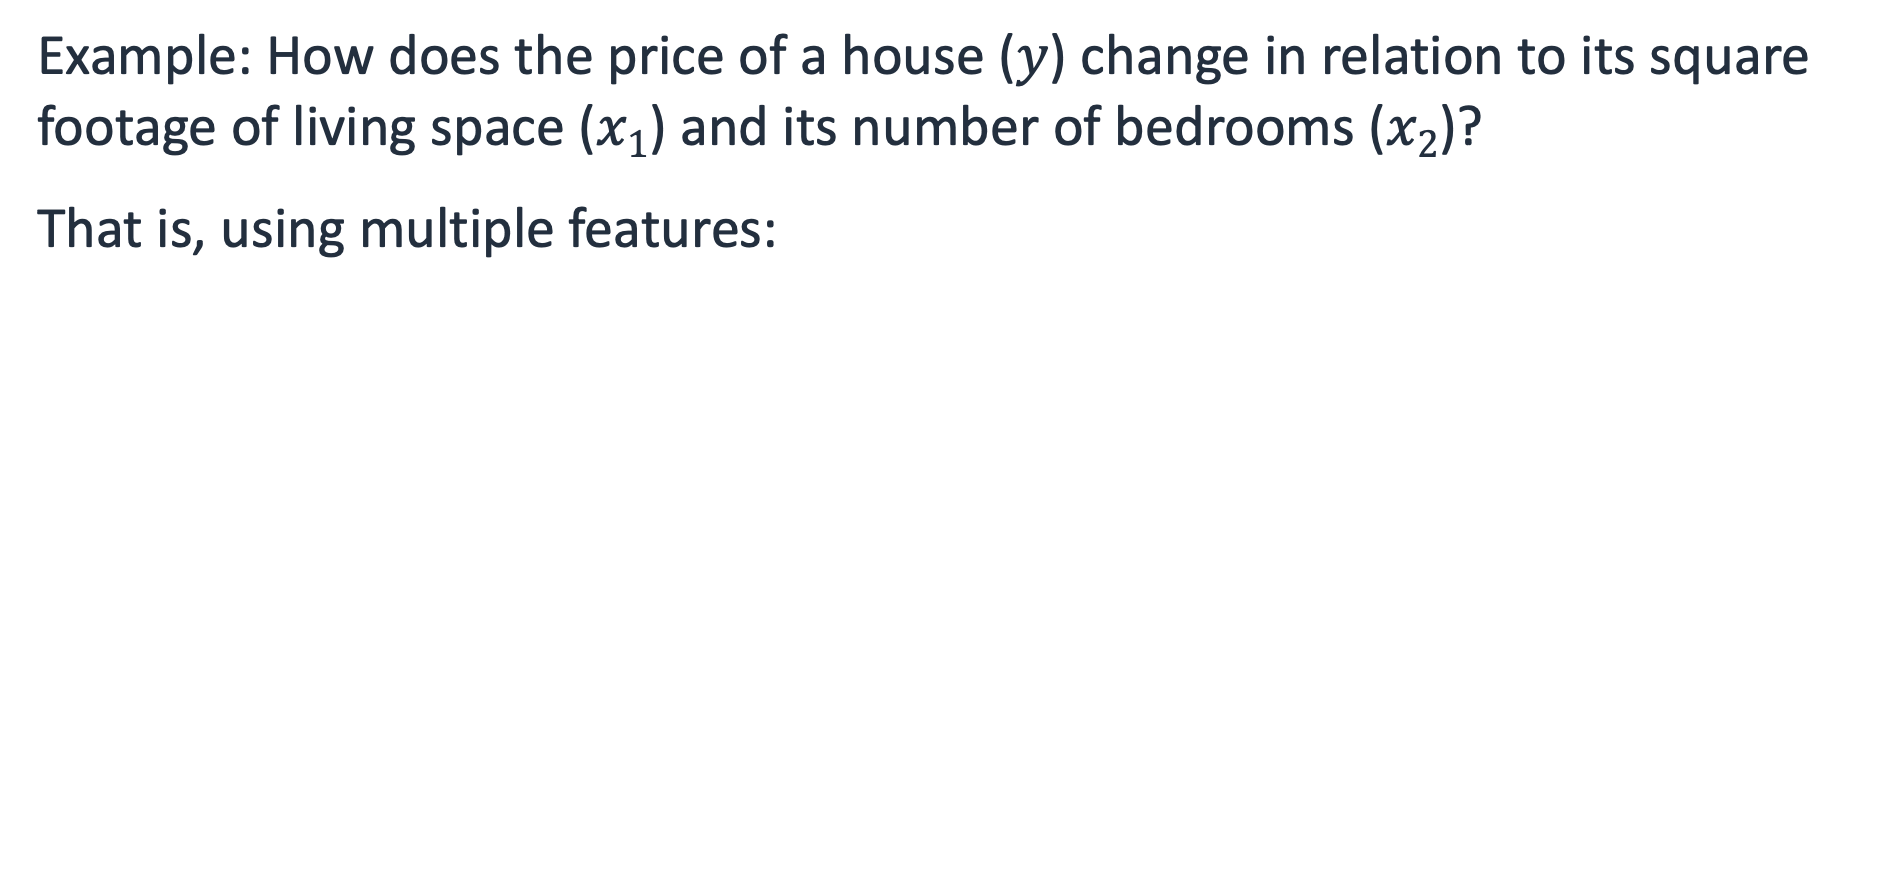 Example: How does the price of a house (𝑦) change in relation to its square
footage of living space (𝑥₁) and its number of bedrooms (𝑥₂)?
That is, using multiple features: